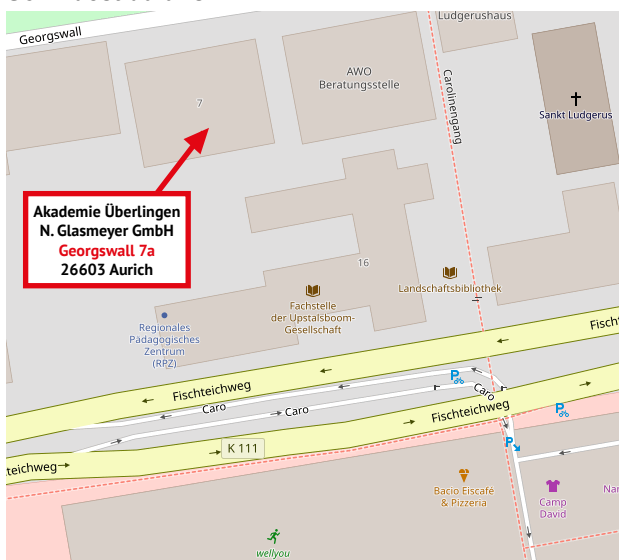 Georgswall
Ludgerushaus
AWO
Beratungsstelle
7
Carolinengang
Sankt Ludgerus
Akademie Überlingen
N. Glasmeyer GmbH
Georgswall 7a
26603 Aurich
16
Landschaftsbibliothek
Fachstelle
der Upstalsboom-
Gesellschaft
Regionales
Pädagogisches
Zentrum
(RPZ)
Fischt
Fischteichweg
Caro
Caro
Caro
Fischteichweg
P
P
P
K 111
teichweg
Bacio Eiscafé
& Pizzeria
Camp
David
Nan
wellyou